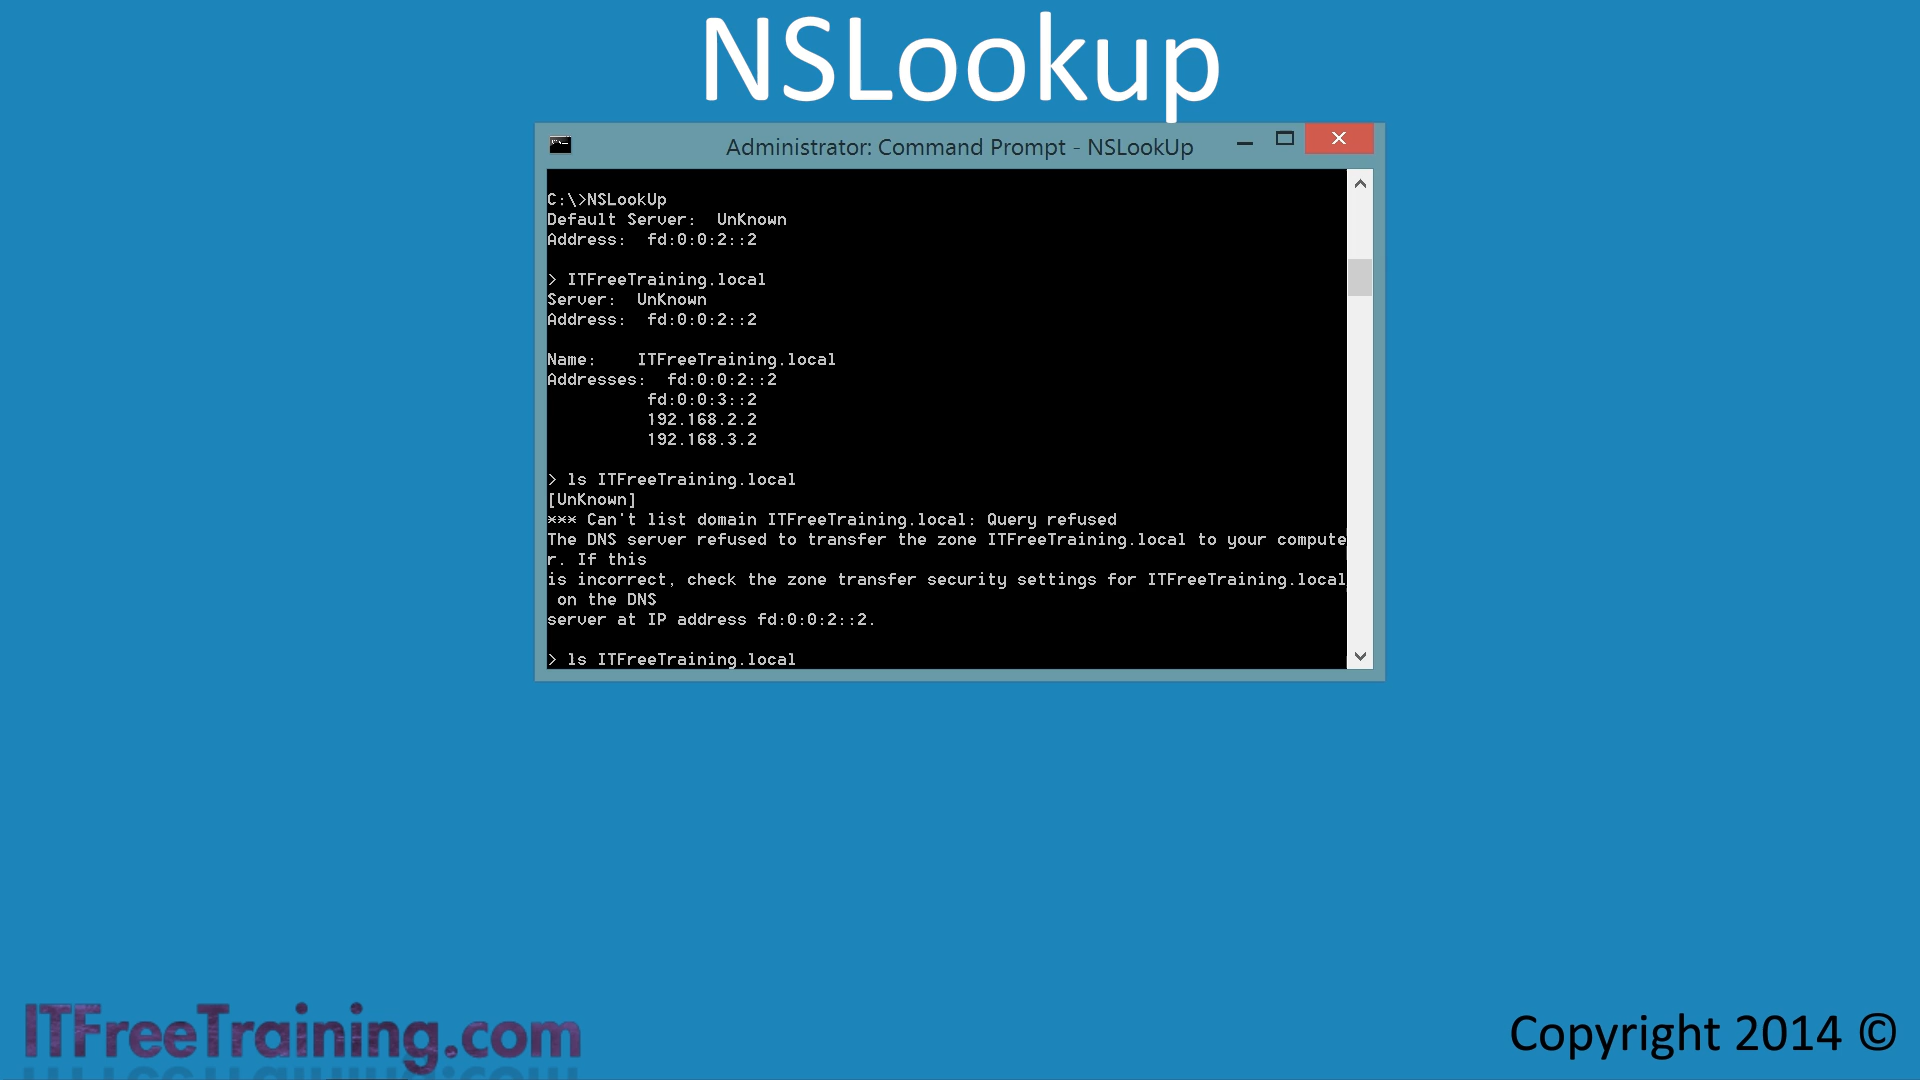 NSLookup
Administrator: Command Prompt - NSLookUp
C:\>NSLookUp
Default Server:  UnKnown
Address:  fd:0:0:2::2
> ITFreeTraining.local
Server:  UnKnown
Address:  fd:0:0:2::2
Name:    ITFreeTraining.local
Addresses:  fd:0:0:2::2
fd:0:0:3::2
192.168.2.2
192.168.3.2
> ls ITFreeTraining.local
[UnKnown]
*** Can't list domain ITFreeTraining.local: Query refused
The DNS server refused to transfer the zone ITFreeTraining.local to your compute
r. If this
is incorrect, check the zone transfer security settings for ITFreeTraining.local
on the DNS
server at IP address fd:0:0:2::2.
> ls ITFreeTraining.local
ITFreeTraining.com
Copyright 2014 ©